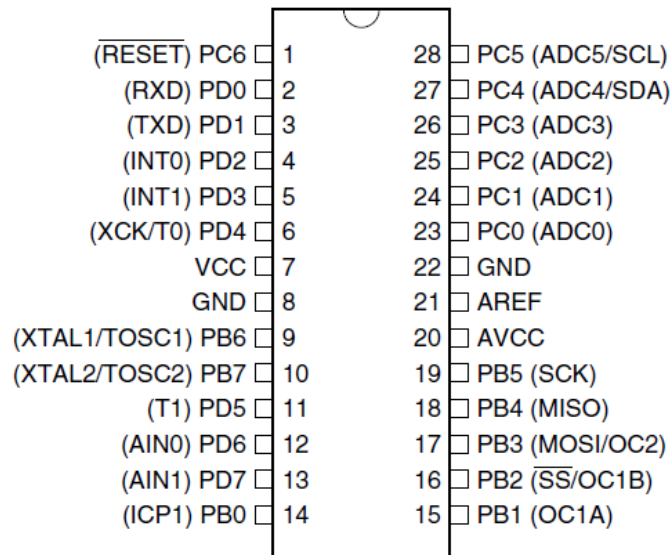 (RESET) PC6 1 28 PC5 (ADC5/SCL)
(RXD) PD0 2 27 PC4 (ADC4/SDA)
(TXD) PD1 3 26 PC3 (ADC3)
(INT0) PD2 4 25 PC2 (ADC2)
(INT1) PD3 5 24 PC1 (ADC1)
(XCK/T0) PD4 6 23 PC0 (ADC0)
VCC 7 22 GND
GND 8 21 AREF
(XTAL1/TOSC1) PB6 9 20 AVCC
(XTAL2/TOSC2) PB7 10 19 PB5 (SCK)
(T1) PD5 11 18 PB4 (MISO)
(AIN0) PD6 12 17 PB3 (MOSI/OC2)
(AIN1) PD7 13 16 PB2 (SS/OC1B)
(ICP1) PB0 14 15 PB1 (OC1A)